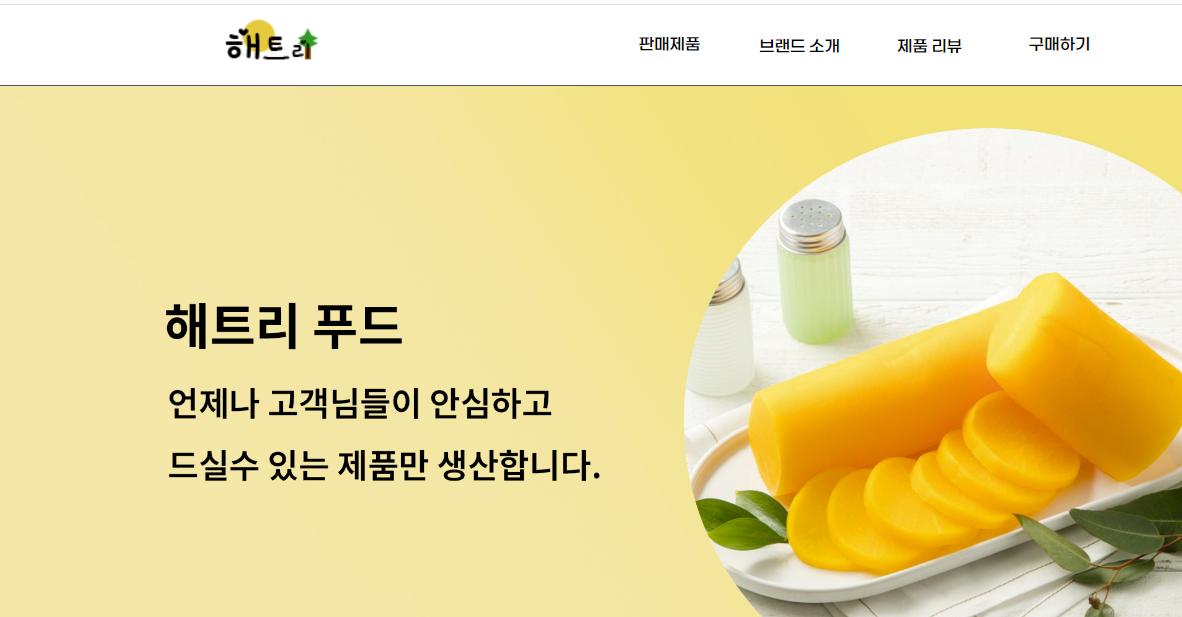 해트리
판매제품
브랜드 소개
제품 리뷰
구매하기
해트리 푸드
언제나 고객님들이 안심하고
드실수 있는 제품만 생산합니다.